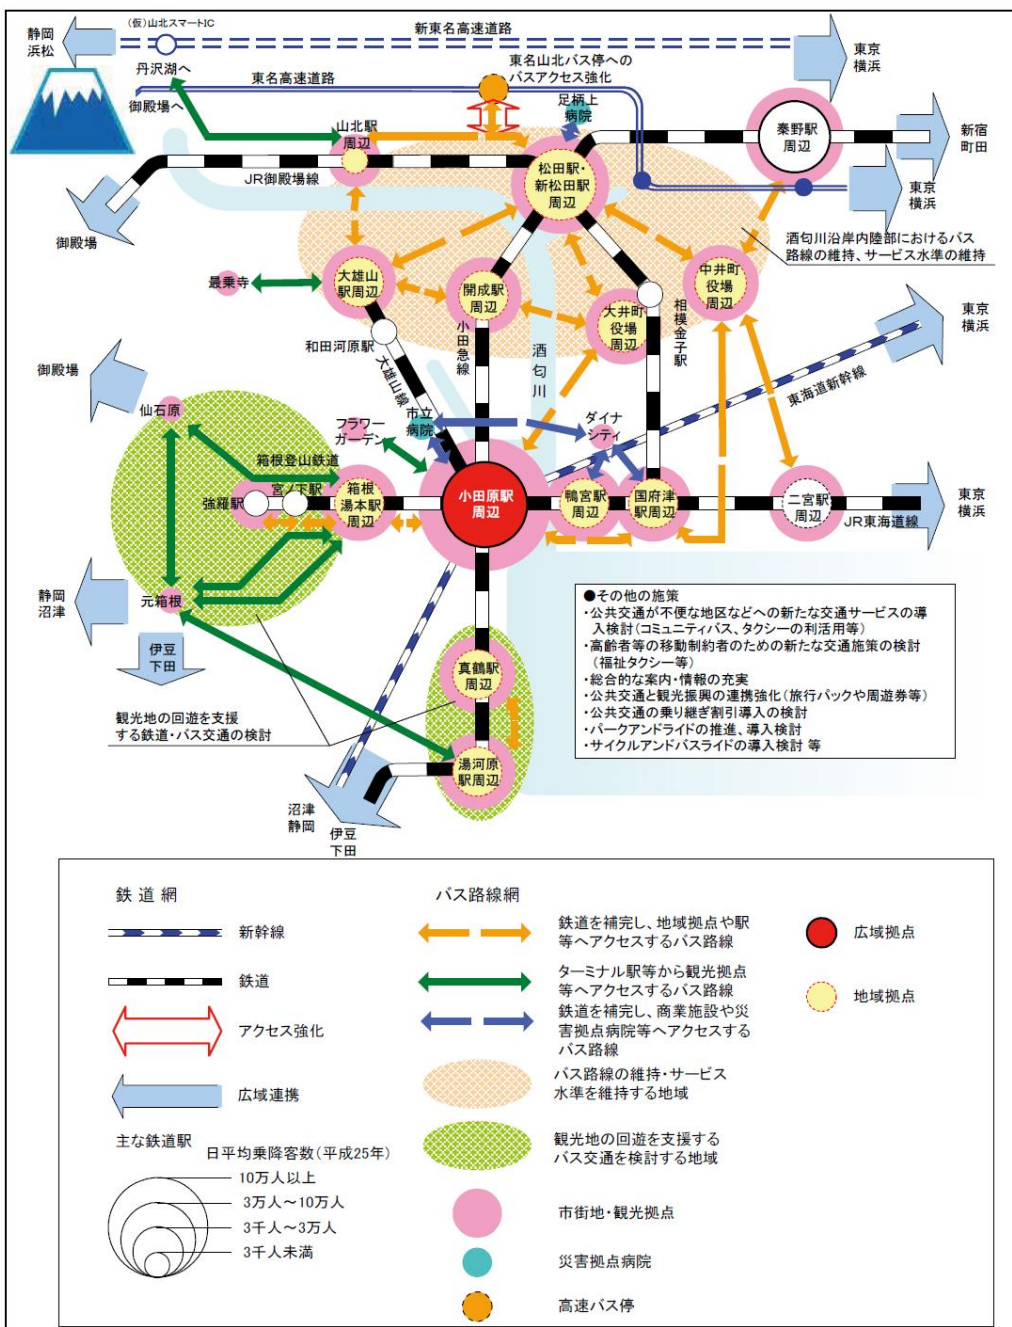 (仮)山北スマートIC
新東名高速道路
静岡
浜松
東京
横浜
丹沢湖へ
東名高速道路
東名山北バス停への
バスアクセス強化
御殿場へ
足柄上
病院
山北駅
周辺
秦野駅
周辺
新宿
町田
松田駅・
新松田駅
周辺
JR御殿場線
東京
横浜
御殿場
酒匂川沿岸内陸部におけるバス
路線の維持、サービス水準の維持
最乗寺
大雄山
駅周辺
開成駅
周辺
中井町
役場
周辺
大井町
役場
周辺
相模金子駅
東京
横浜
和田河原駅
小田急線
酒匂川
大雄山線
東海道新幹線
御殿場
仙石原
フラワー
ガーデン
市立
病院
ダイナ
シティ
箱根登山鉄道
宮ノ下駅
強羅駅
箱根
湯本駅
周辺
小田原駅
周辺
鴨宮駅
周辺
国府津
駅周辺
二宮駅
周辺
JR東海道線
東京
横浜
静岡
沼津
元箱根
伊豆
下田
●その他の施策
・公共交通が不便な地区などへの新たな交通サービスの導
入検討(コミュニティバス、タクシーの利活用等)
・高齢者等の移動制約者のための新たな交通施策の検討
(福祉タクシー等)
・総合的な案内・情報の充実
・公共交通と観光振興の連携強化(旅行パックや周遊券等)
・公共交通の乗り継ぎ割引導入の検討
・パークアンドライドの推進、導入検討
・サイクルアンドバスライドの導入検討 等
真鶴駅
周辺
観光地の回遊を支援
する鉄道・バス交通の検討
湯河原
駅周辺
沼津
静岡
伊豆
下田
鉄道網
新幹線
鉄道
アクセス強化
広域連携
主な鉄道駅
日平均乗降客数(平成25年)
10万人以上
3万人～10万人
3千人～3万人
3千人未満
バス路線網
鉄道を補完し、地域拠点や駅
等へアクセスするバス路線
ターミナル駅等から観光拠点
等へアクセスするバス路線
鉄道を補完し、商業施設や災
害拠点病院等へアクセスする
バス路線
バス路線の維持・サービス
水準を維持する地域
観光地の回遊を支援する
バス交通を検討する地域
市街地・観光拠点
災害拠点病院
高速バス停
広域拠点
地域拠点